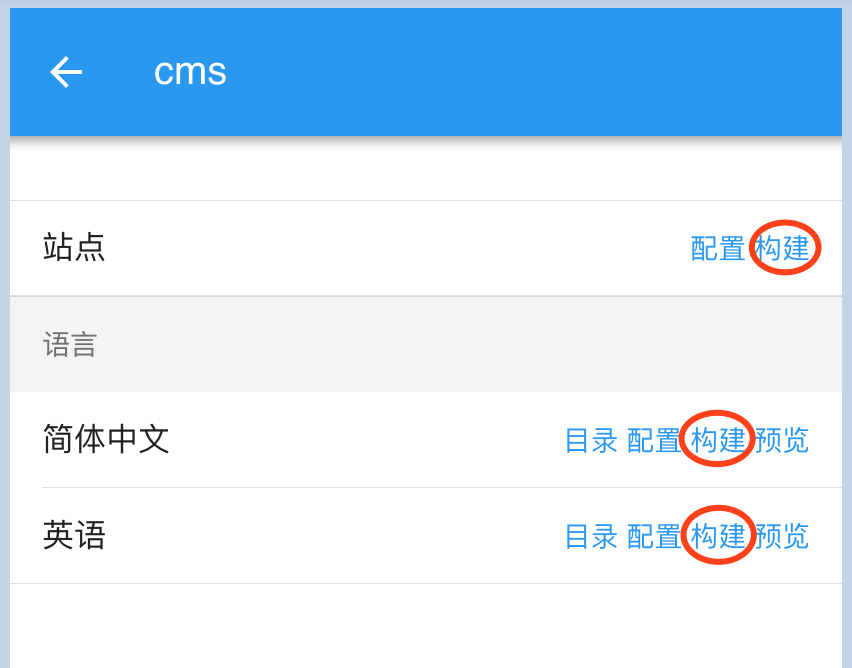 cms
站点 配置 构建
语言
简体中文 目录 配置 构建 预览
英语 目录 配置 构建 预览